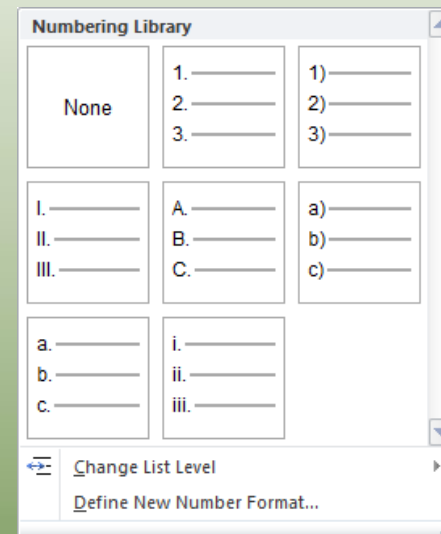 Numbering Library
None
1.
2.
3.
1)
2)
3)
I.
II.
III.
A.
B.
C.
a)
b)
c)
a.
b.
c.
i.
ii.
iii.
Change List Level
Define New Number Format...